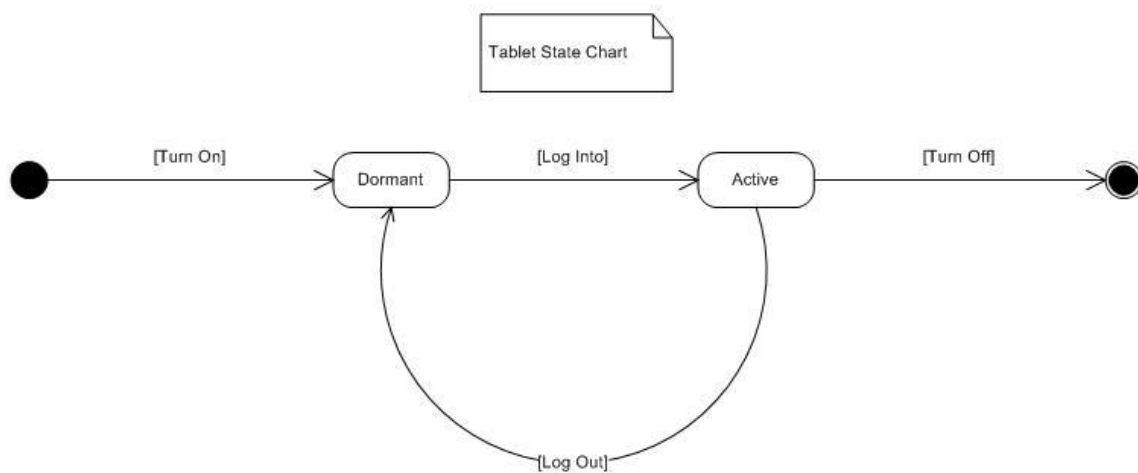 Tablet State Chart
[Turn On]
[Log Into]
[Turn Off]
Dormant
Active
[Log Out]